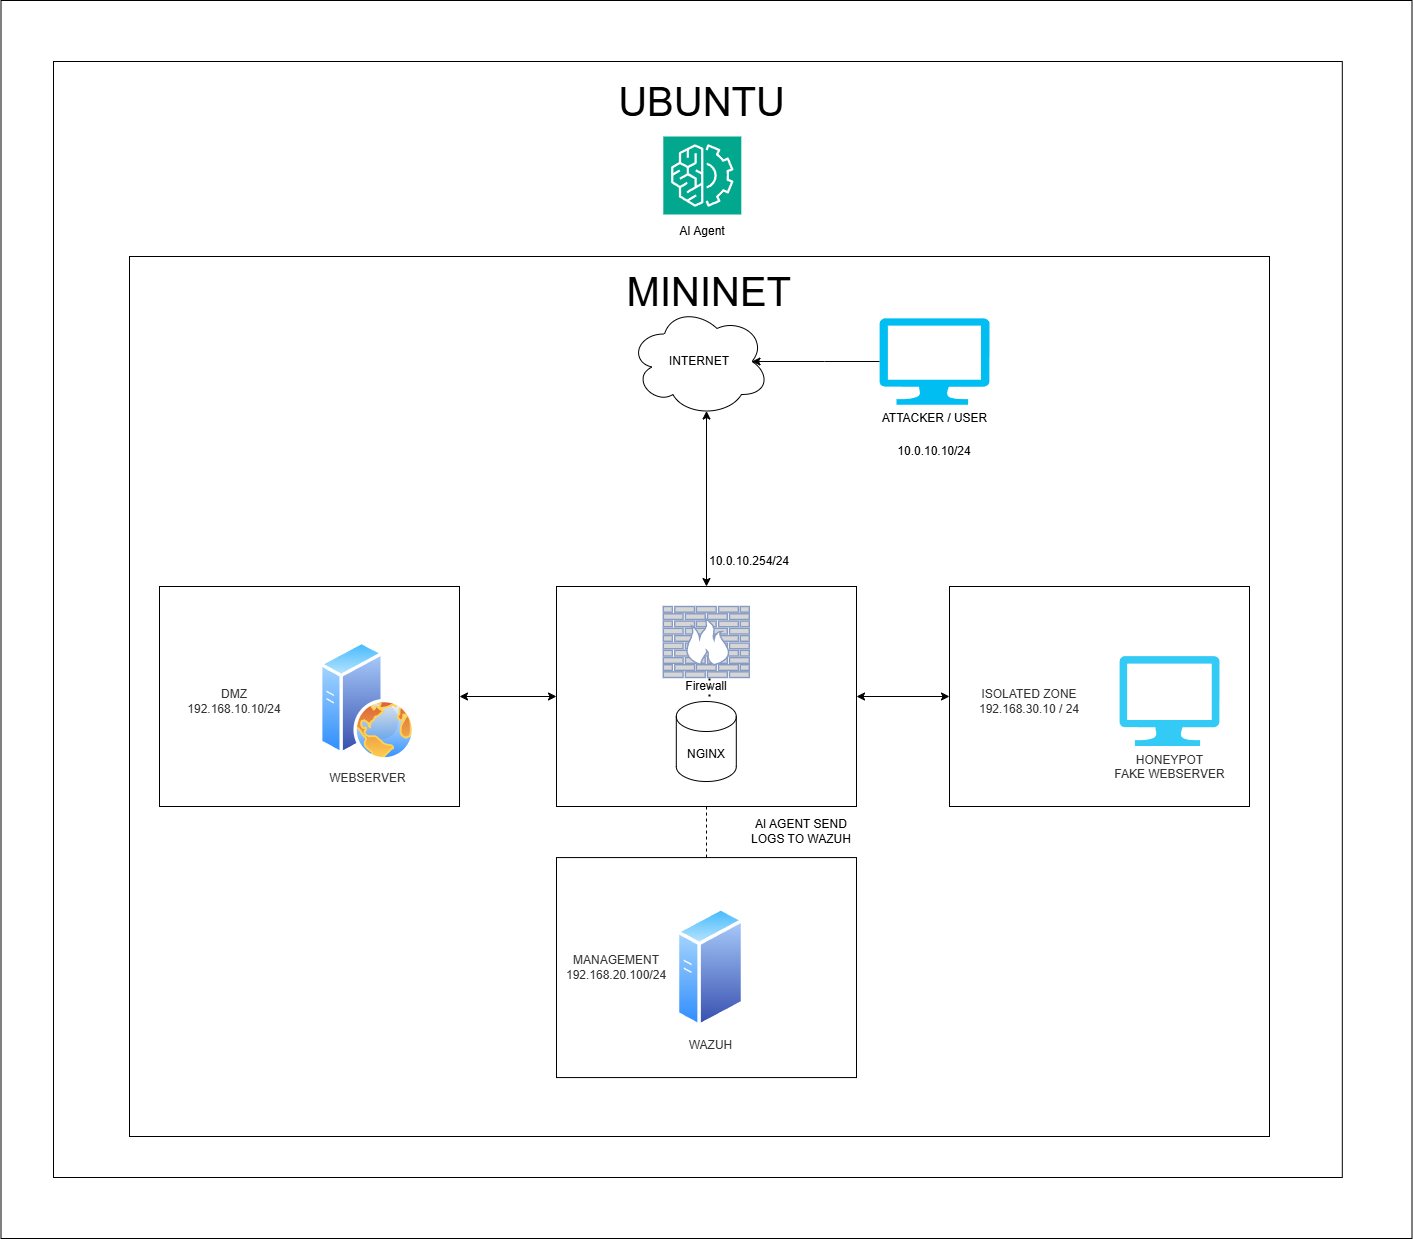 UBUNTU
AI Agent
MININET
INTERNET
ATTACKER / USER
10.0.10.10/24
10.0.10.254/24
DMZ
192.168.10.10/24
WEBSERVER
Firewall
NGINX
ISOLATED ZONE
192.168.30.10 / 24
HONEYPOT
FAKE WEBSERVER
AI AGENT SEND
LOGS TO WAZUH
MANAGEMENT
192.168.20.100/24
WAZUH